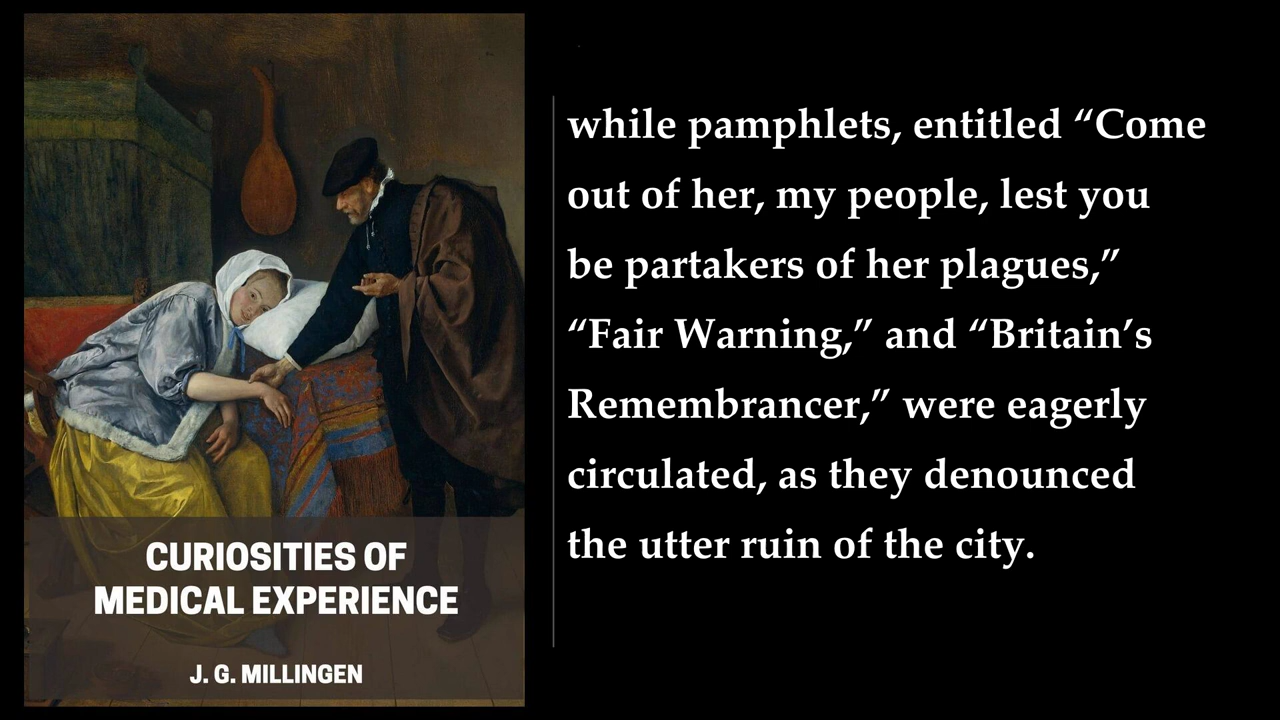 while pamphlets, entitled “Come
out of her, my people, lest you
be partakers of her plagues,”
“Fair Warning,” and “Britain’s
Remembrancer,” were eagerly
circulated, as they denounced
the utter ruin of the city.
CURIOSITIES OF
MEDICAL EXPERIENCE
J. G. MILLINGEN